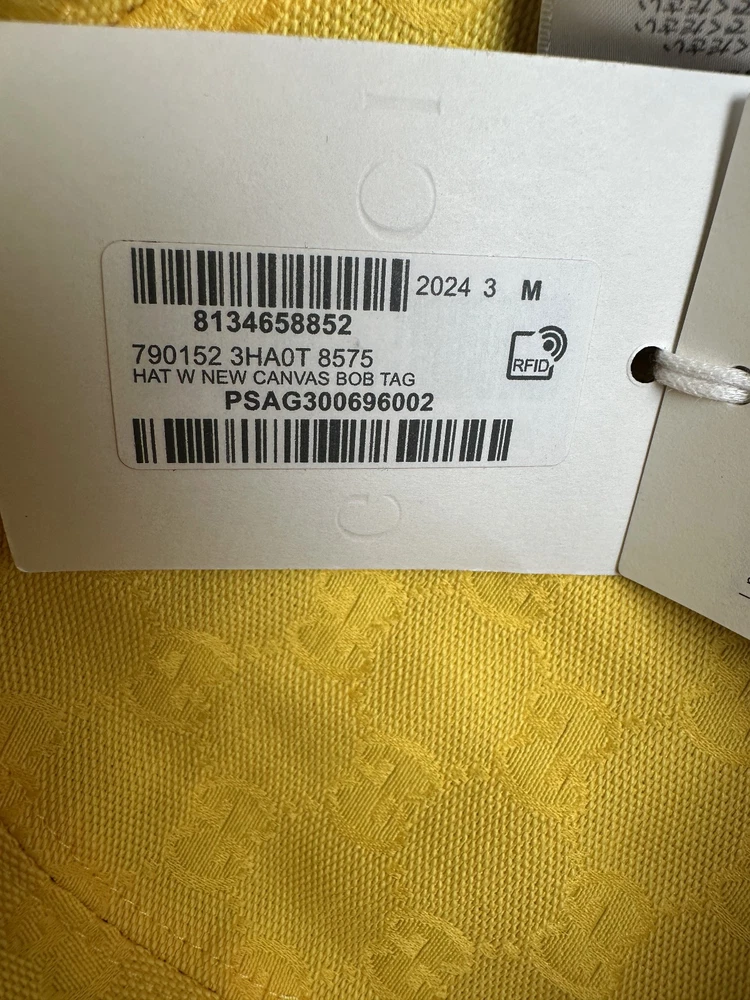 2024 3 M
8134658852
790152 3HA0T 8575
RFID
HAT W NEW CANVAS BOB TAG
PSAG300696002